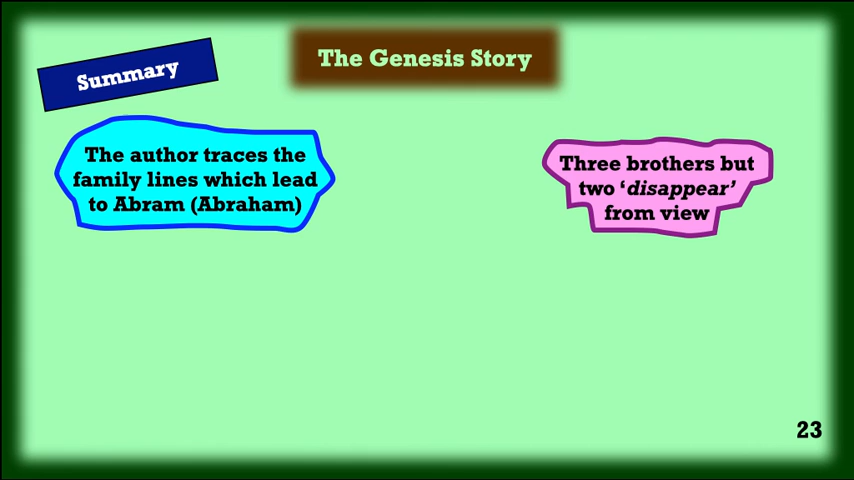 The Genesis Story
Summary
The author traces the
family lines which lead
to Abram (Abraham)
Three brothers but
two ‘disappear’
from view
23